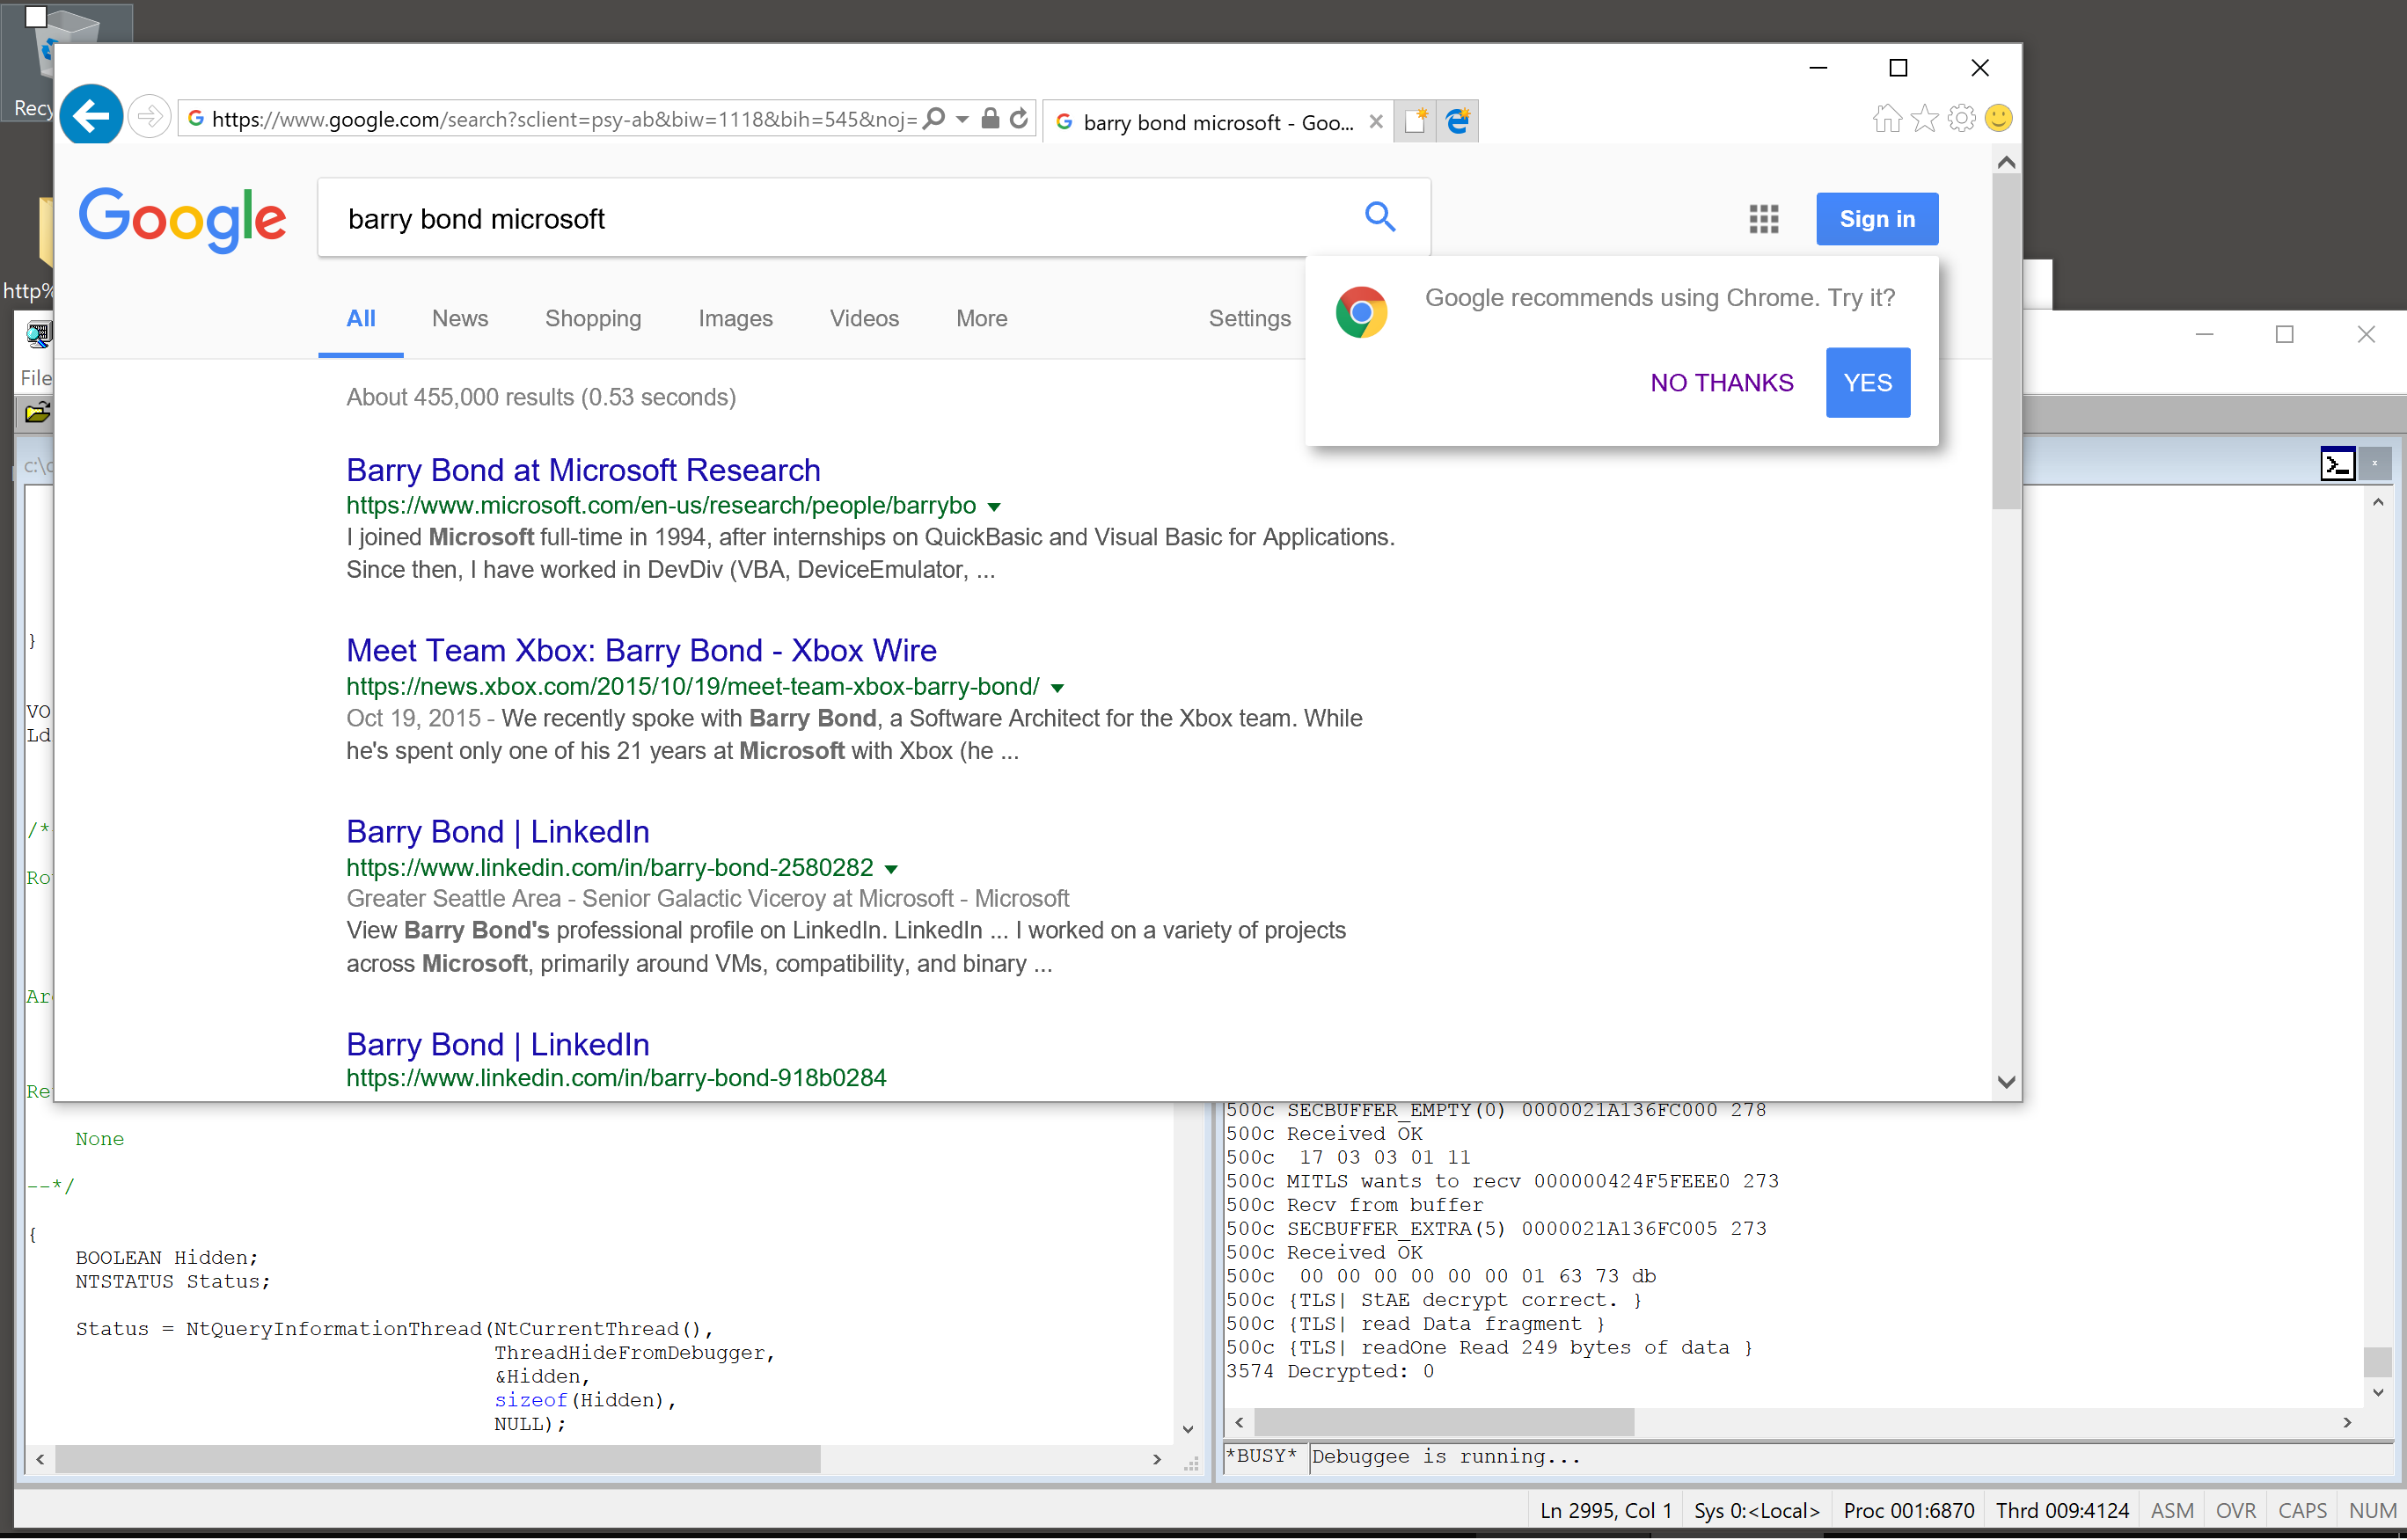 Recy
https://www.google.com/search?sclient=psy-ab&biw=1118&bih=545&noj=
barry bond microsoft - Goo...
Google
barry bond microsoft
Sign in
http%
Google recommends using Chrome. Try it?
NO THANKS
YES
All
News
Shopping
Images
Videos
More
Settings
File
About 455,000 results (0.53 seconds)
c:\
Barry Bond at Microsoft Research
https://www.microsoft.com/en-us/research/people/barrybo
I joined Microsoft full-time in 1994, after internships on QuickBasic and Visual Basic for Applications.
Since then, I have worked in DevDiv (VBA, DeviceEmulator, ...
Meet Team Xbox: Barry Bond - Xbox Wire
https://news.xbox.com/2015/10/19/meet-team-xbox-barry-bond/
Oct 19, 2015 - We recently spoke with Barry Bond, a Software Architect for the Xbox team. While
he's spent only one of his 21 years at Microsoft with Xbox (he ...
Barry Bond | LinkedIn
https://www.linkedin.com/in/barry-bond-2580282
Greater Seattle Area - Senior Galactic Viceroy at Microsoft - Microsoft
View Barry Bond's professional profile on LinkedIn. LinkedIn ... I worked on a variety of projects
across Microsoft, primarily around VMs, compatibility, and binary ...
Barry Bond | LinkedIn
https://www.linkedin.com/in/barry-bond-918b0284
}
VO
Ld
/*
Ro
Ar
Re
None
--*/
{
BOOLEAN Hidden;
NTSTATUS Status;
Status = NtQueryInformationThread(NtCurrentThread(),
ThreadHideFromDebugger,
&Hidden,
sizeof(Hidden),
NULL);
500c SECBUFFER_EMPTY(0) 0000021A136FC000 278
500c Received OK
500c 17 03 03 01 11
500c MITLS wants to recv 000000424F5FEEE0 273
500c Recv from buffer
500c SECBUFFER_EXTRA(5) 0000021A136FC005 273
500c Received OK
500c 00 00 00 00 00 00 01 63 73 db
500c {TLS| StAE decrypt correct. }
500c {TLS| read Data fragment }
500c {TLS| readOne Read 249 bytes of data }
3574 Decrypted: 0
*BUSY* Debuggee is running...
Ln 2995, Col 1
Sys 0:<Local>
Proc 001:6870
Thrd 009:4124
ASM
OVR
CAPS
NUM